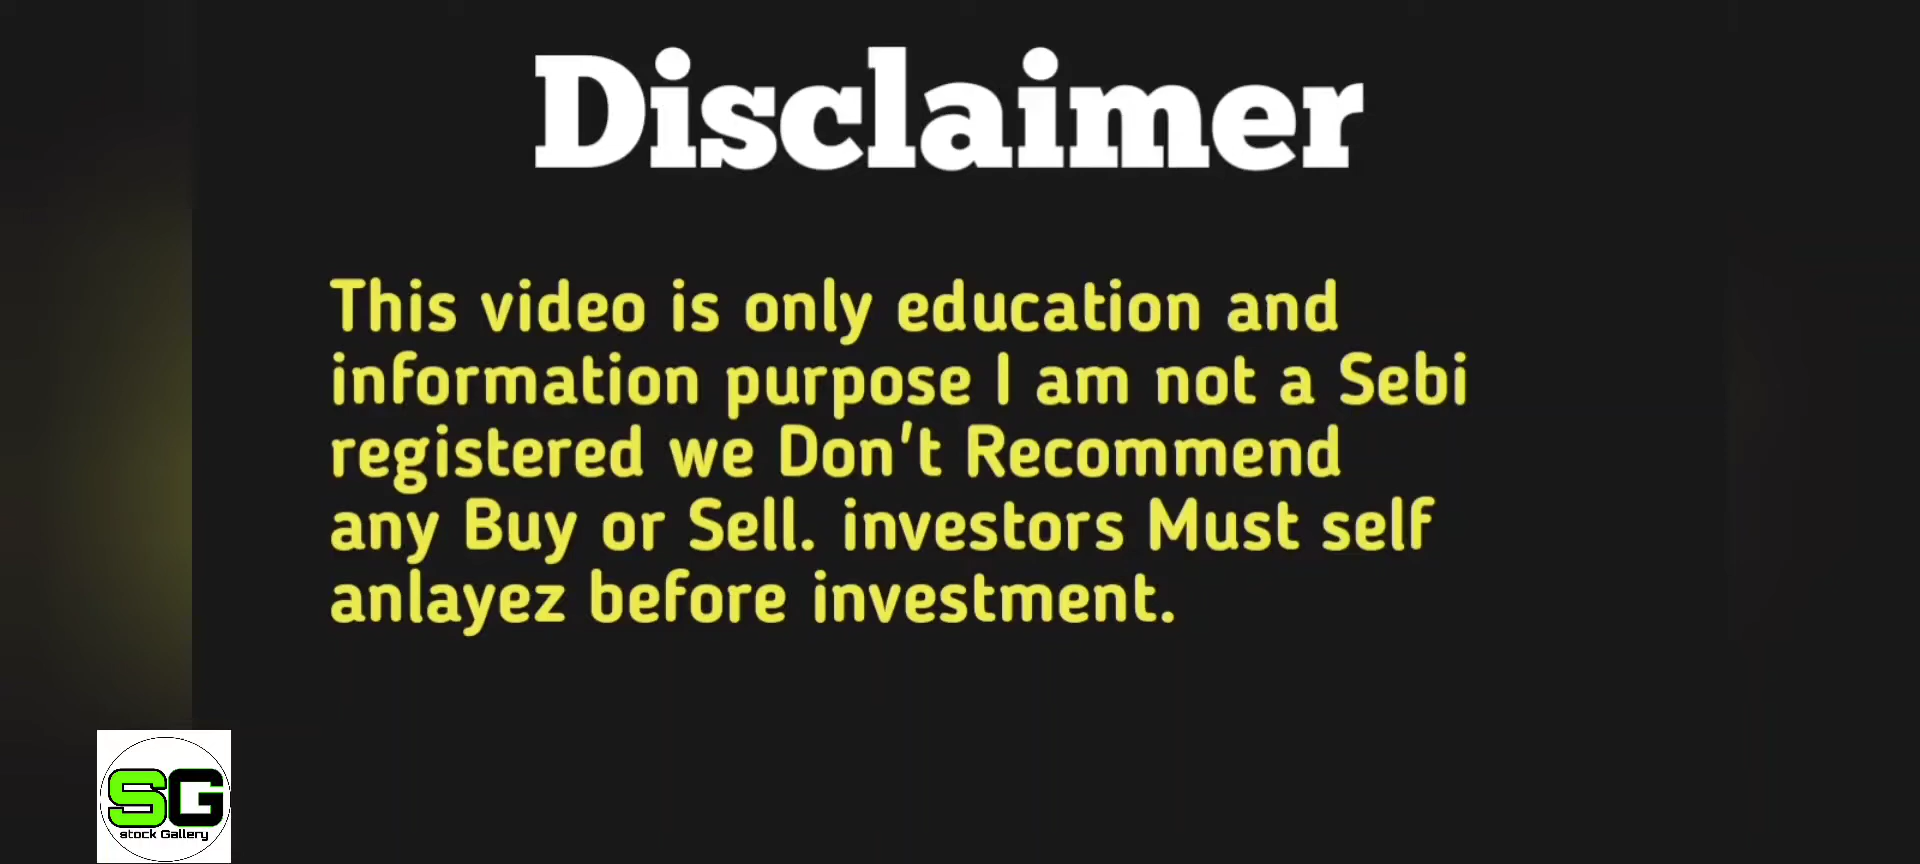 Disclaimer
This video is only education and
information purpose I am not a Sebi
registered we Don't Recommend
any Buy or Sell. investors Must self
anlayez before investment.
SG
stock Gallery